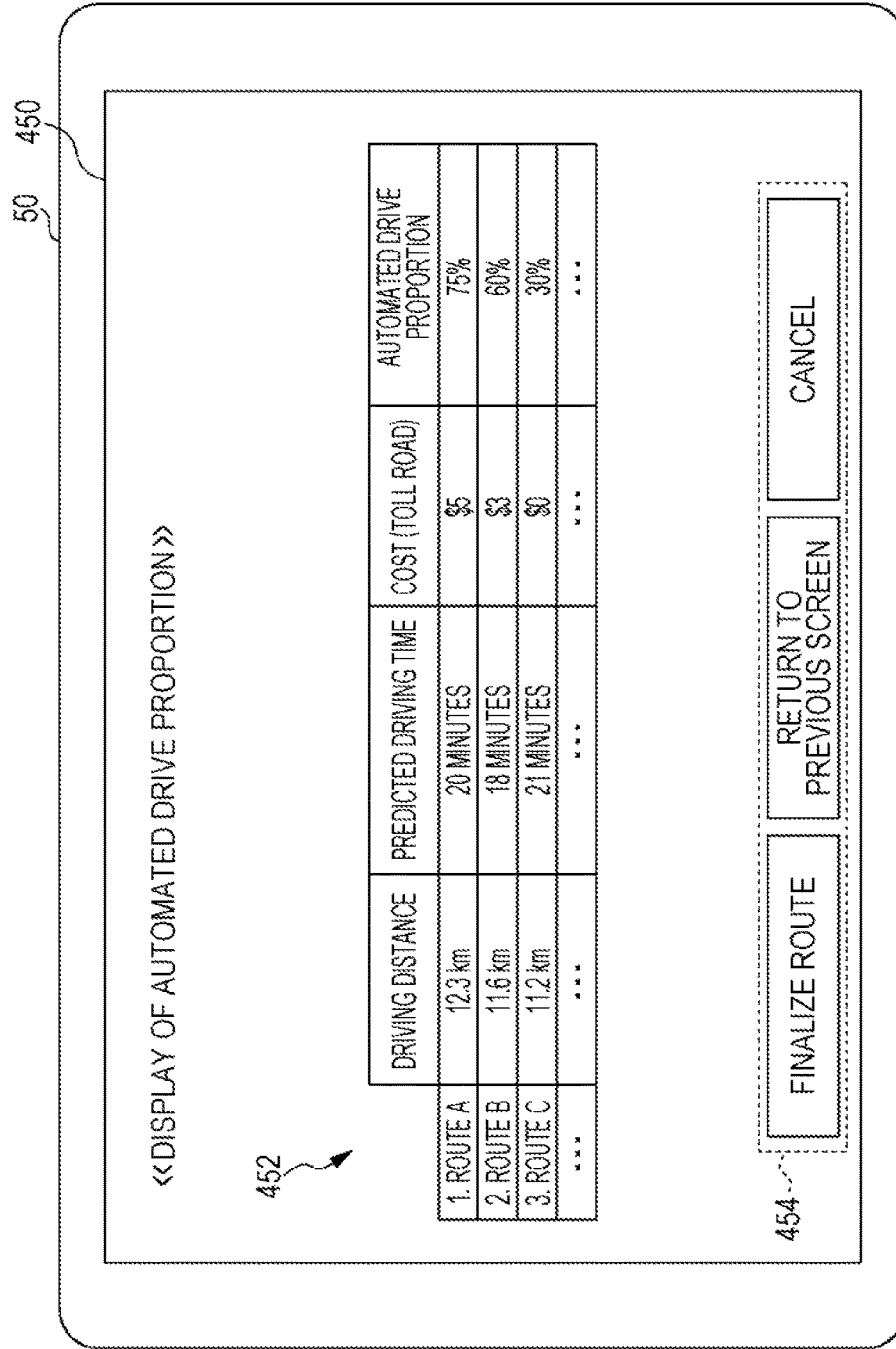 50
450
<<DISPLAY OF AUTOMATED DRIVE PROPORTION>>
452
DRIVING DISTANCE PREDICTED DRIVING TIME COST (TOLL ROAD) AUTOMATED DRIVE
PROPORTION
1. ROUTE A 12.3 km 20 MINUTES $5 75%
2. ROUTE B 11.6 km 18 MINUTES $3 60%
3. ROUTE C 11.2 km 21 MINUTES $0 30%
... ... ... ... ...
454
FINALIZE ROUTE
RETURN TO
PREVIOUS SCREEN
CANCEL